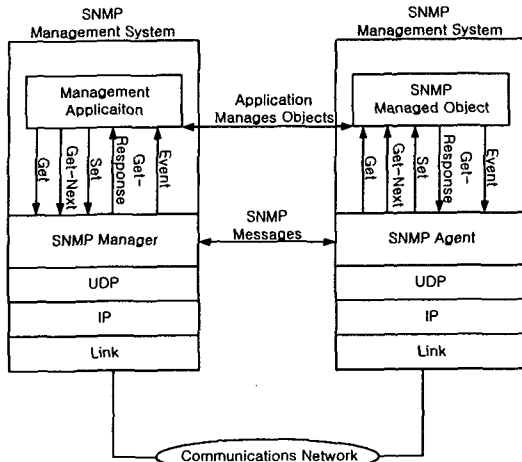 SNMP
Management System
SNMP
Management System
Management
Applicaiton
Application
Manages Objects
SNMP
Managed Object
Get
Get-Next
Set
Get-
Response
Event
Get
Get-Next
Set
Get-
Response
Event
SNMP Manager
SNMP
Messages
SNMP Agent
UDP
UDP
IP
IP
Link
Link
Communications Network